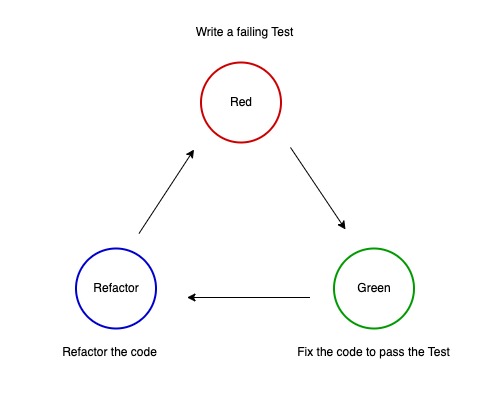 Write a failing Test
Red
Refactor
Green
Refactor the code
Fix the code to pass the Test